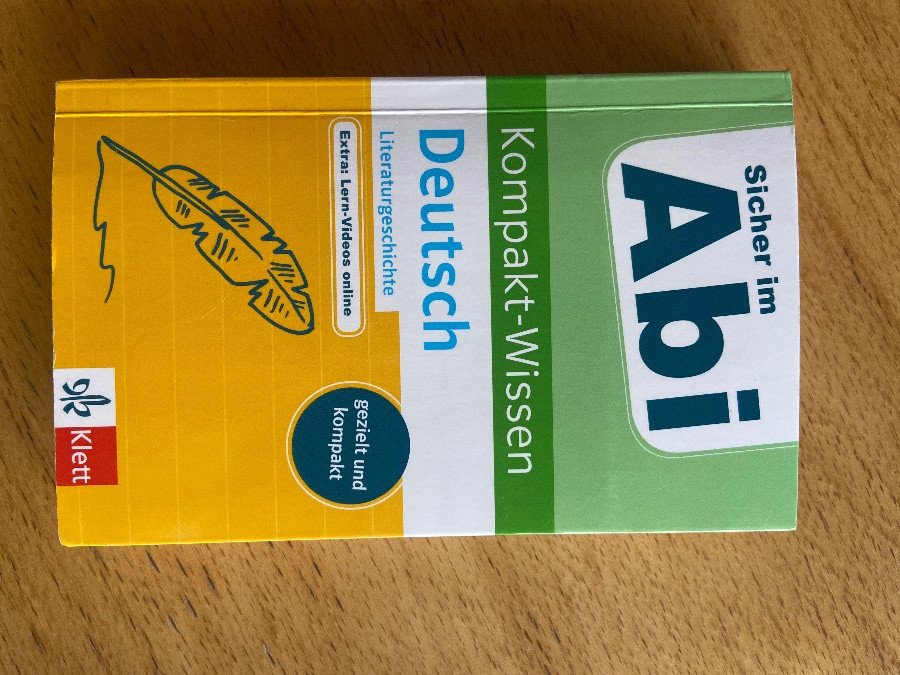 Sicher im
Abi
Kompakt-Wissen
Deutsch
Literaturgeschichte
Extra: Lern-Videos online
gezielt und
kompakt
Klett